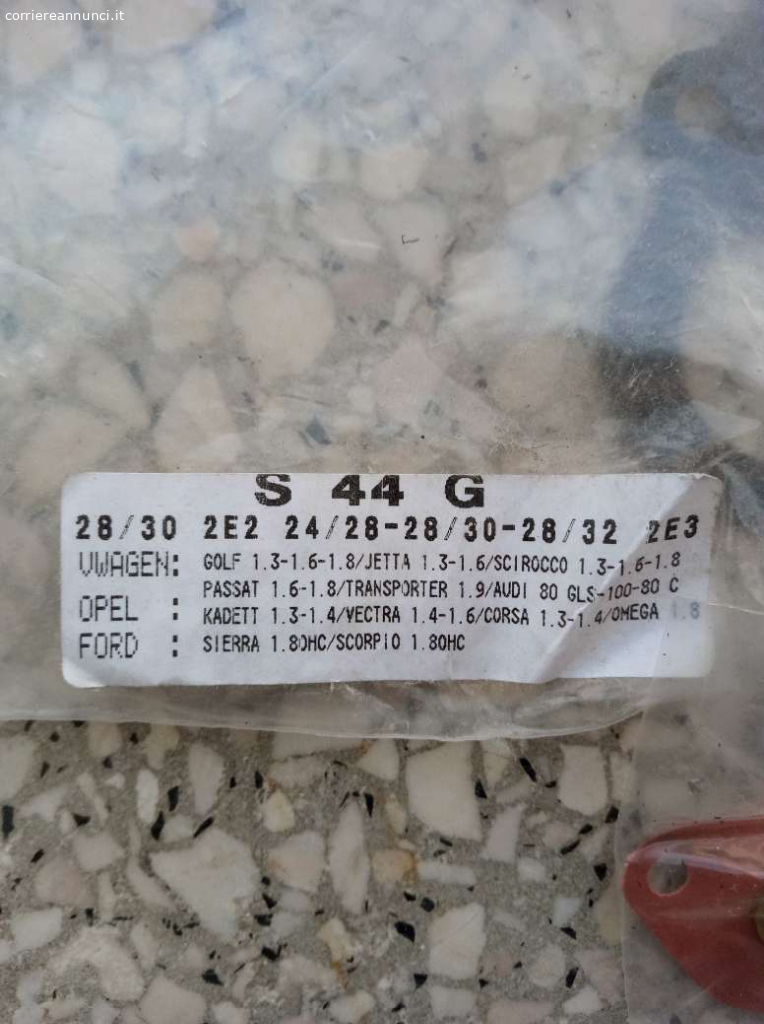 corriereannunci.it
S 44 G
28/30 2E2 24/28-28/30-28/32 2E3
VWAGEN: GOLF 1.3-1.6-1.8/JETTA 1.3-1.6/SCIROCCO 1.3-1.6-1.8
PASSAT 1.6-1.8/TRANSPORTER 1.9/AUDI 80 GLS-100-80 C
OPEL : KADETT 1.3-1.4/VECTRA 1.4-1.6/CORSA 1.3-1.4/OMEGA 1.8
FORD : SIERRA 1.8OHC/SCORPIO 1.8OHC